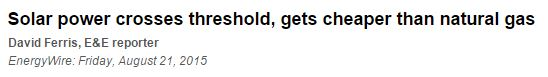 Solar power crosses threshold, gets cheaper than natural gas
David Ferris, E&E reporter
EnergyWire: Friday, August 21, 2015